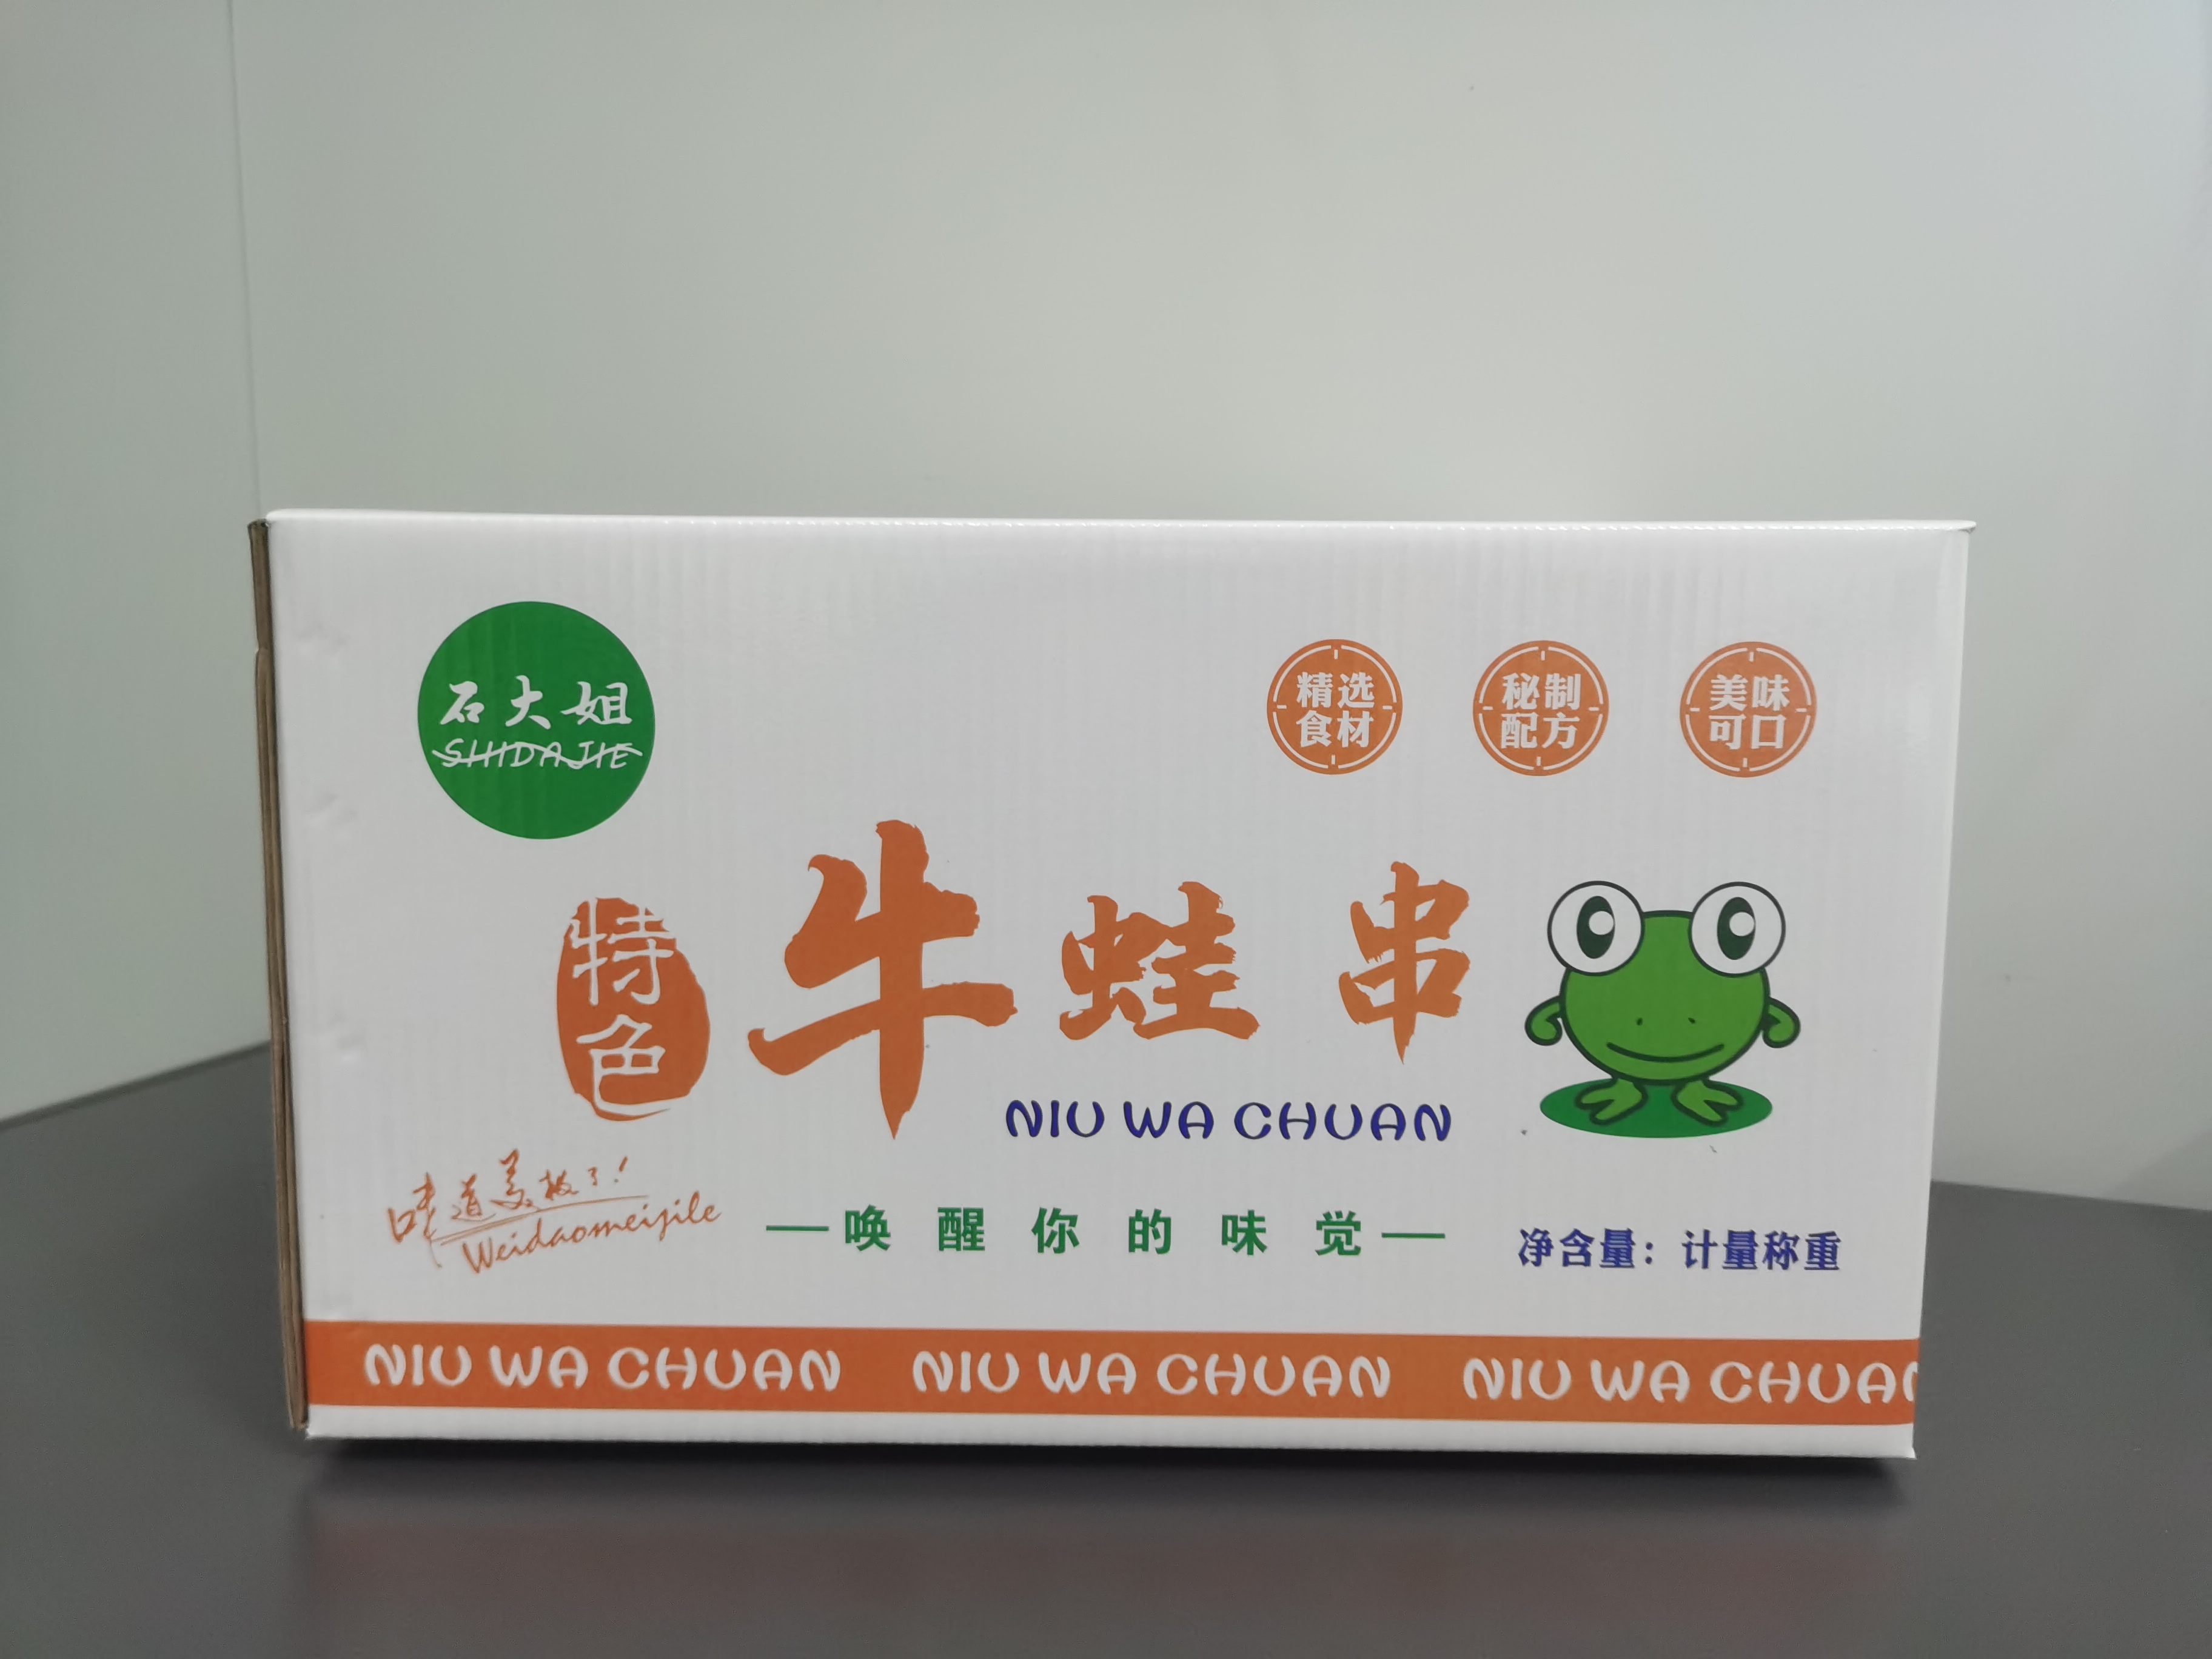 石大姐
SHIDAJIE
精选
食材
秘制
配方
美味
可口
特色
牛蛙串
NIU WA CHUAN
味道美极了!
Weidaomeijile
—唤醒你的味觉—
净含量：计量称重
NIU WA CHUAN NIU WA CHUAN NIU WA CHUAN